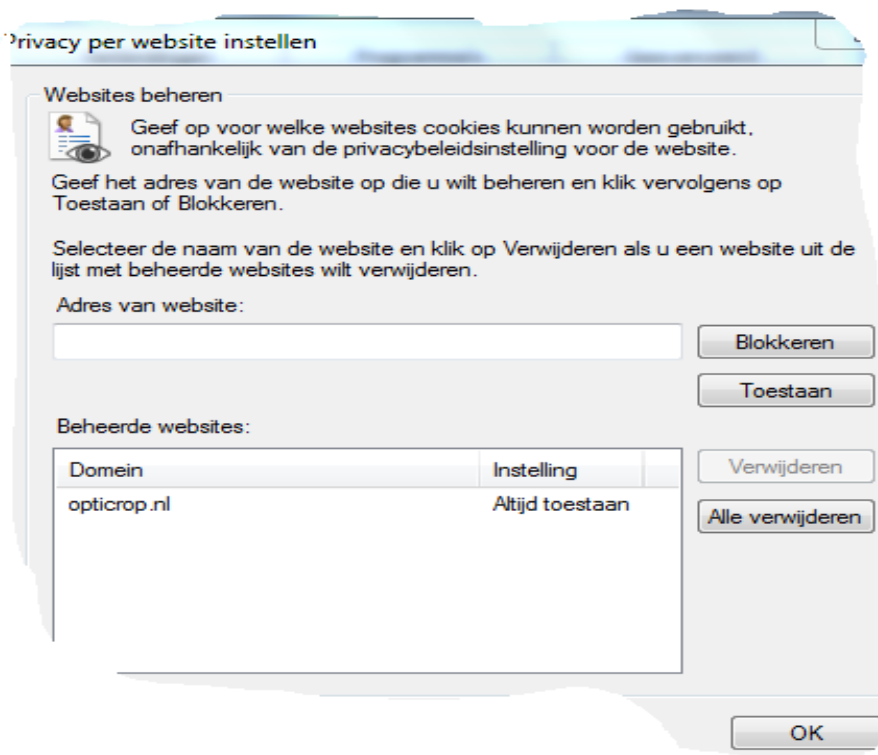 Privacy per website instellen
Websites beheren
Geef op voor welke websites cookies kunnen worden gebruikt,
onafhankelijk van de privacybeleidsinstelling voor de website.
Geef het adres van de website op die u wilt beheren en klik vervolgens op
Toestaan of Blokkeren.
Selecteer de naam van de website en klik op Verwijderen als u een website uit de
lijst met beheerde websites wilt verwijderen.
Adres van website:
Blokkeren
Toestaan
Beheerde websites:
Domein Instelling
Verwijderen
opticrop.nl Altijd toestaan
Alle verwijderen
OK